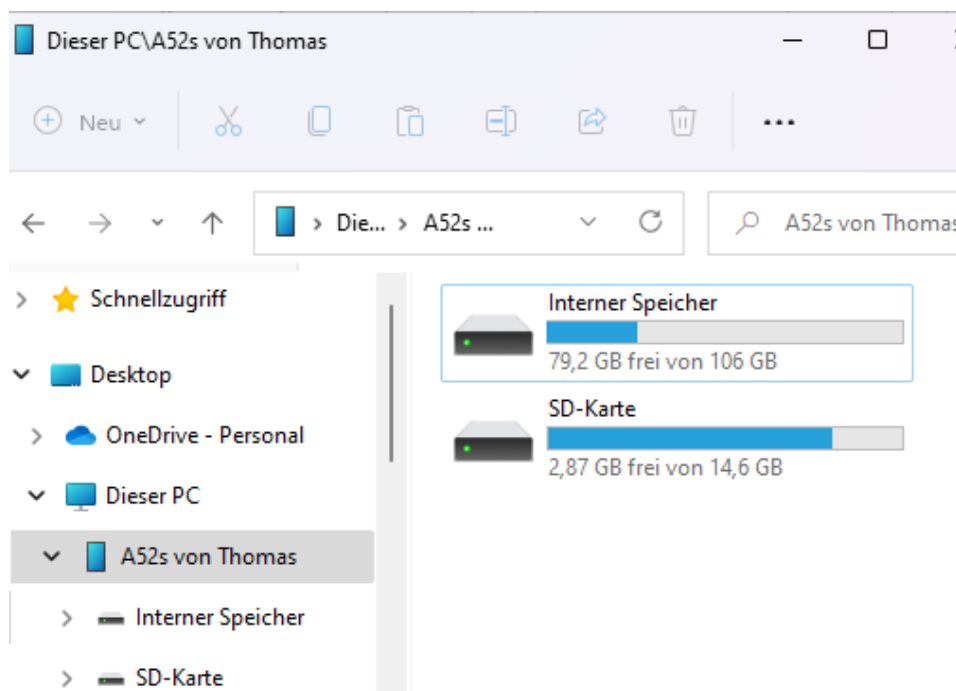 Dieser PC\A52s von Thomas
Neu
Die... > A52s ...
A52s von Thomas
Schnellzugriff
Desktop
OneDrive - Personal
Dieser PC
A52s von Thomas
Interner Speicher
SD-Karte
Interner Speicher
79,2 GB frei von 106 GB
SD-Karte
2,87 GB frei von 14,6 GB